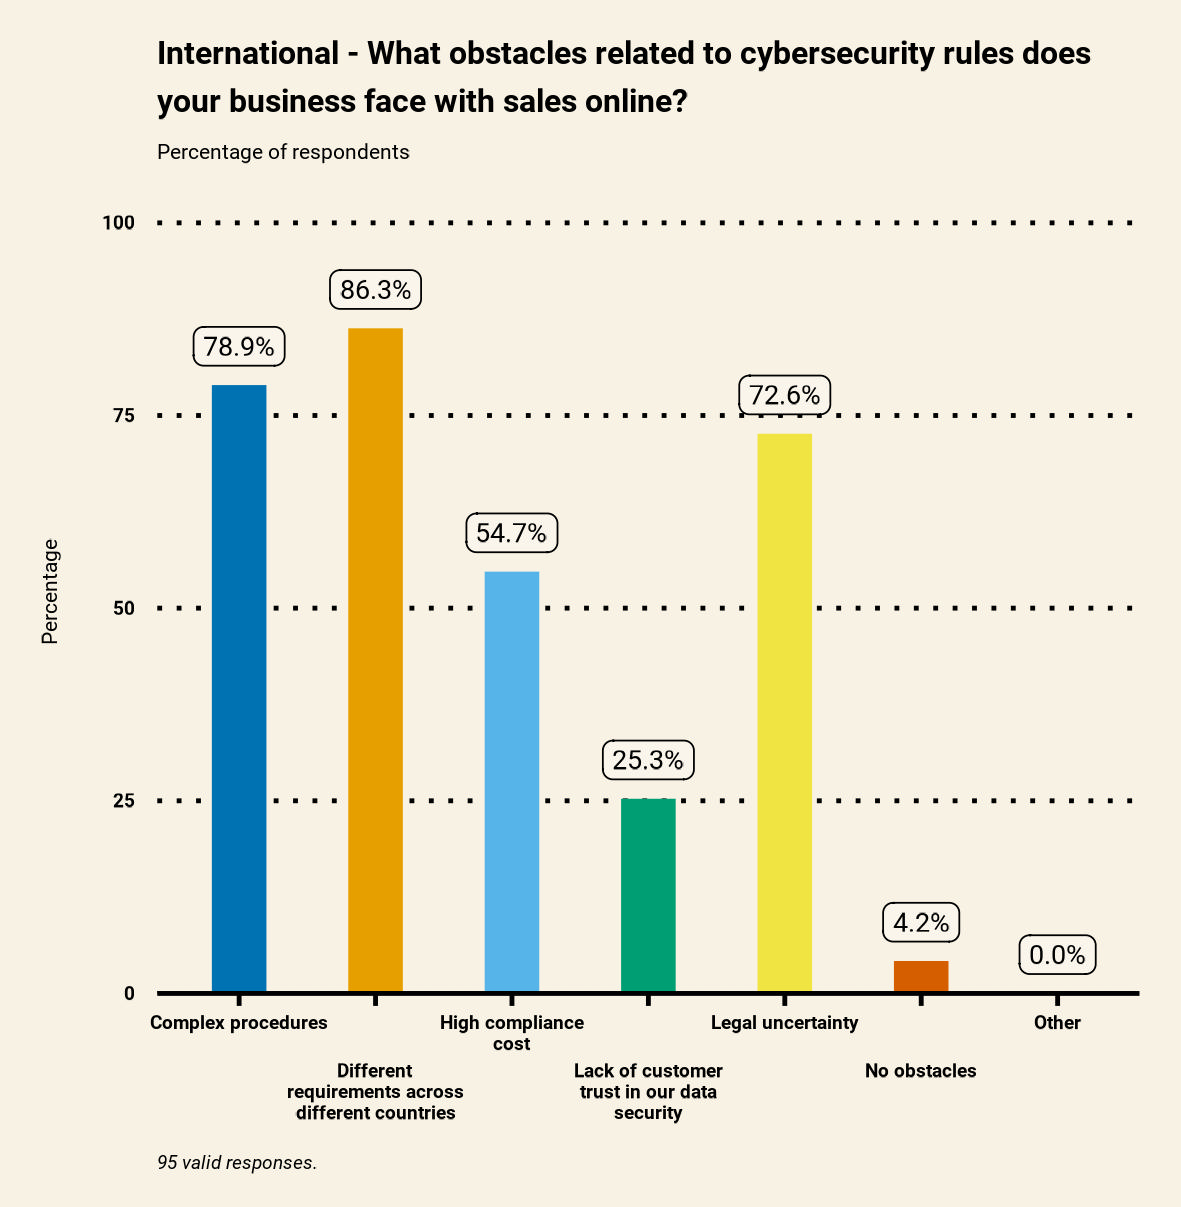 International - What obstacles related to cybersecurity rules does
your business face with sales online?
Percentage of respondents
100
86.3%
78.9%
72.6%
75
54.7%
Percentage
50
25.3%
25
4.2%
0.0%
0
Complex procedures
High compliance
cost
Legal uncertainty
Other
Different
requirements across
different countries
Lack of customer
trust in our data
security
No obstacles
95 valid responses.